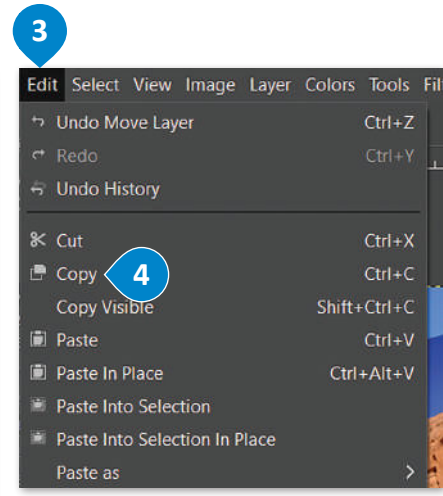 3
Edit Select View Image Layer Colors Tools Fil
Undo Move Layer Ctrl+Z
Redo Ctrl+Y
Undo History
Cut Ctrl+X
Copy 4 Ctrl+C
Copy Visible Shift+Ctrl+C
Paste Ctrl+V
Paste In Place Ctrl+Alt+V
Paste Into Selection
Paste Into Selection In Place
Paste as